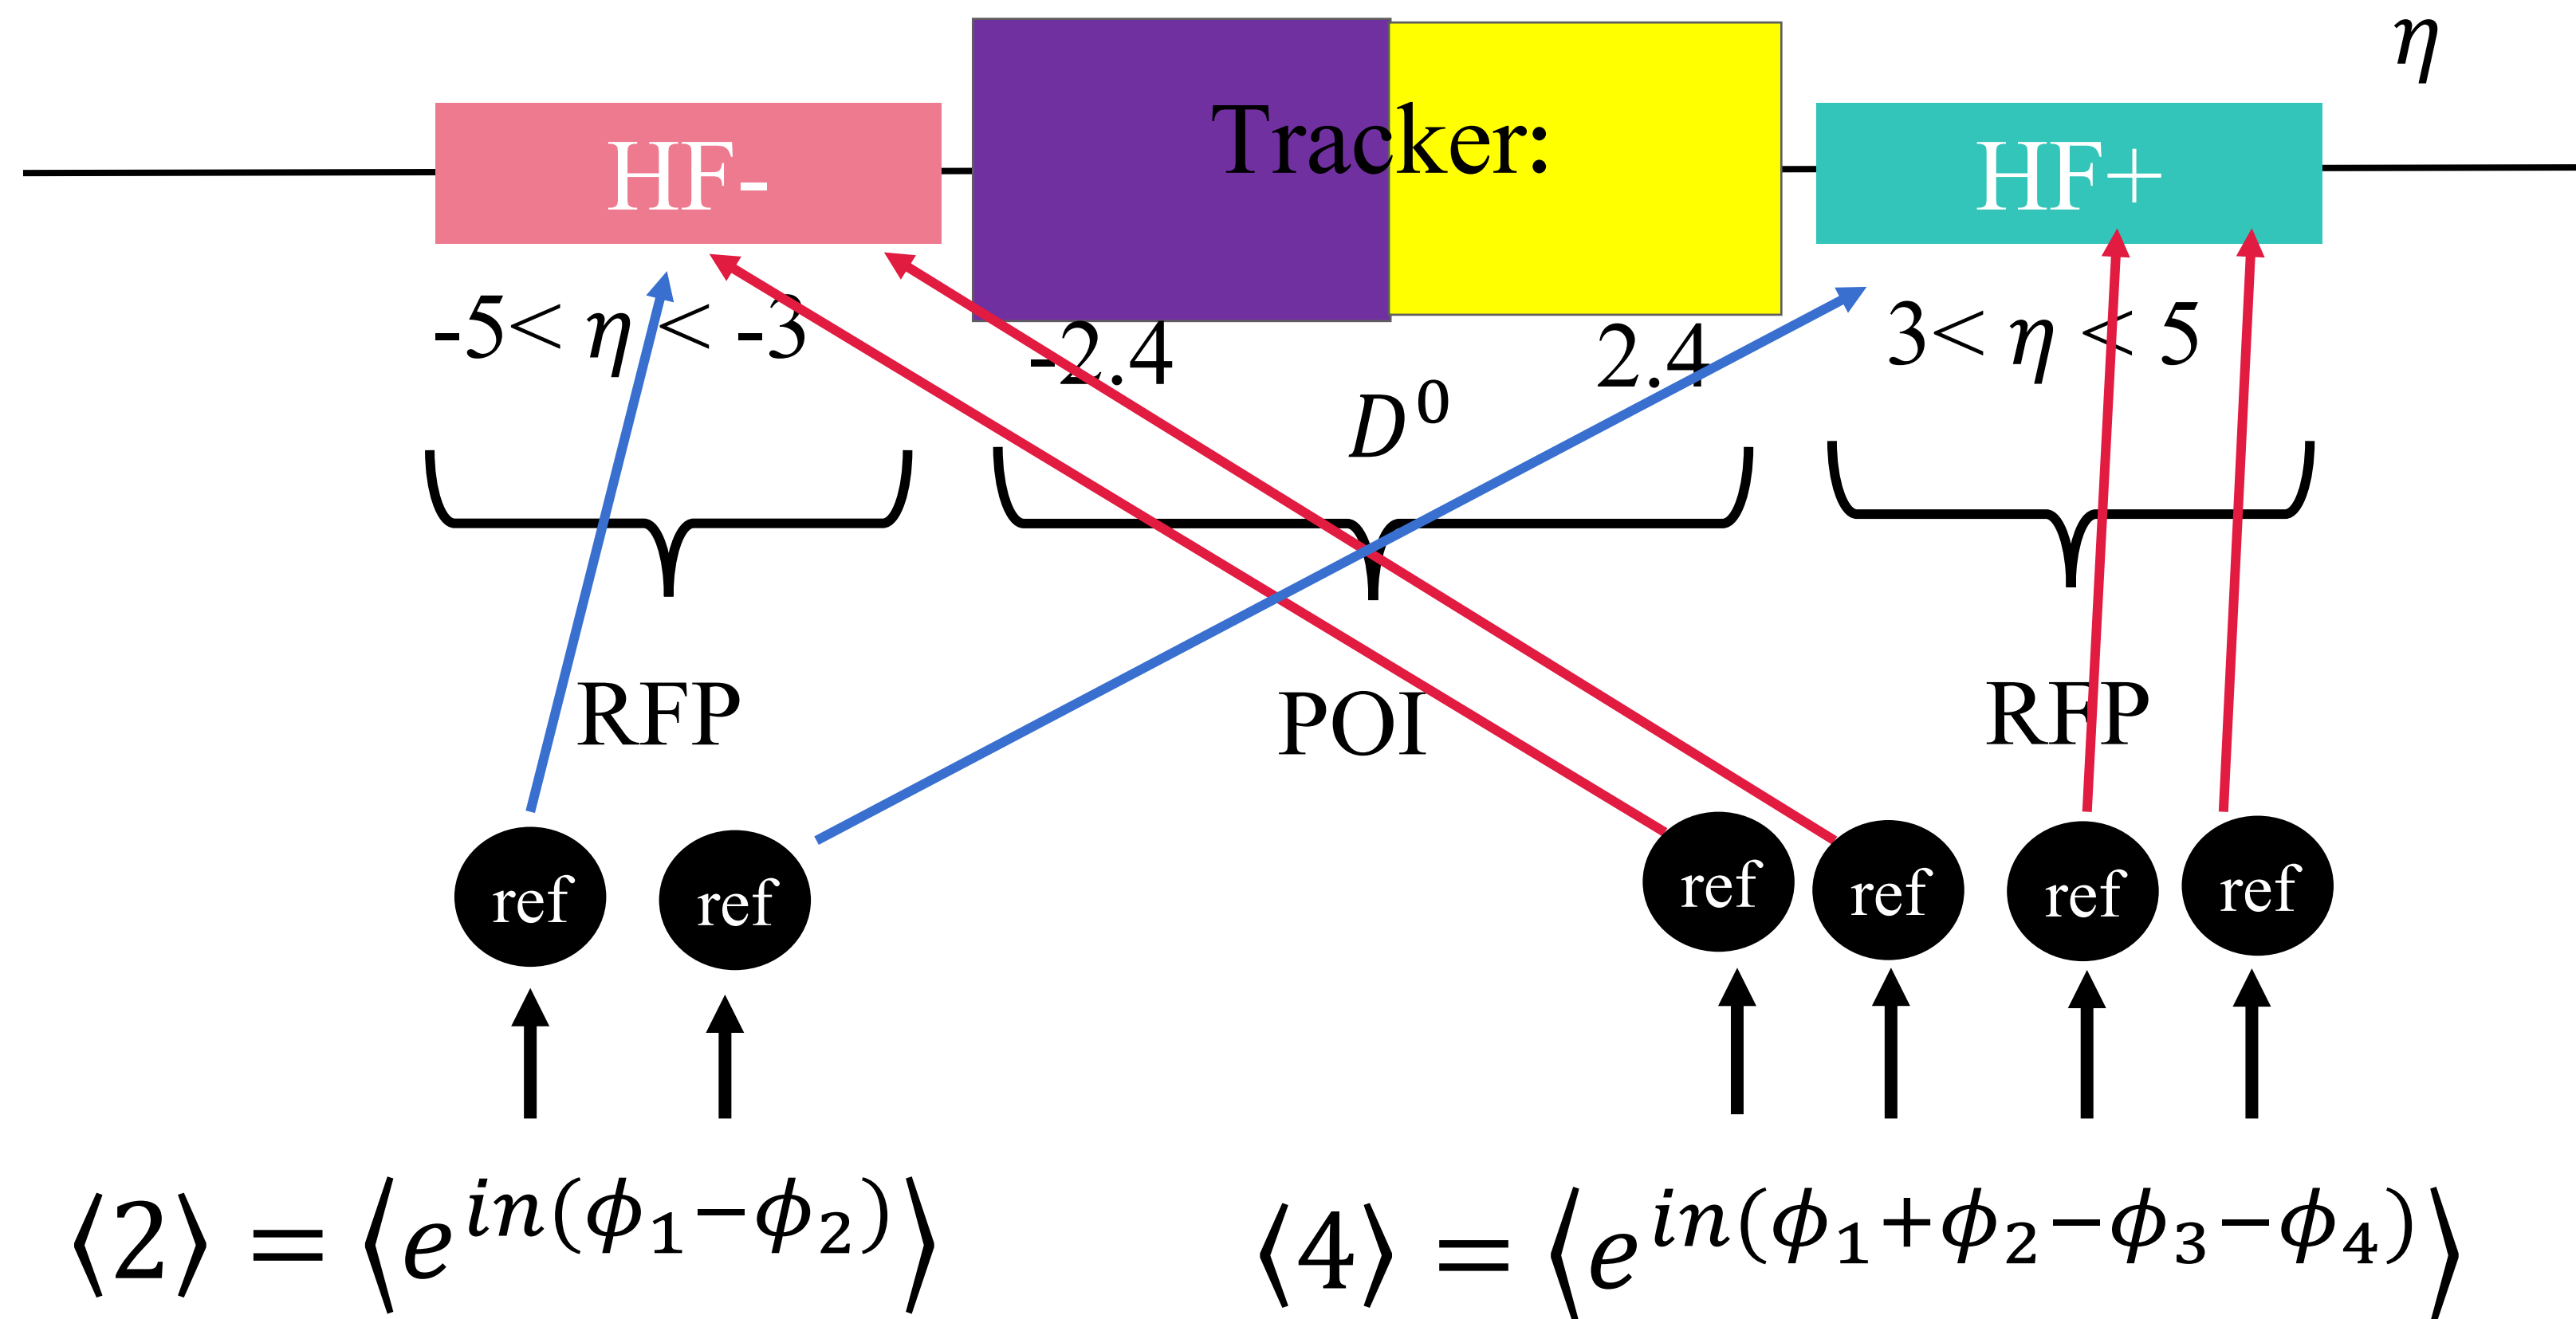 η
HF-
Tracker:
HF+
-5< η < -3
-2.4
2.4
3< η < 5
D⁰
RFP
POI
RFP
ref
ref
ref
ref
ref
ref
⟨2⟩ = ⟨e^{in(ϕ₁−ϕ₂)}⟩
⟨4⟩ = ⟨e^{in(ϕ₁+ϕ₂−ϕ₃−ϕ₄)}⟩